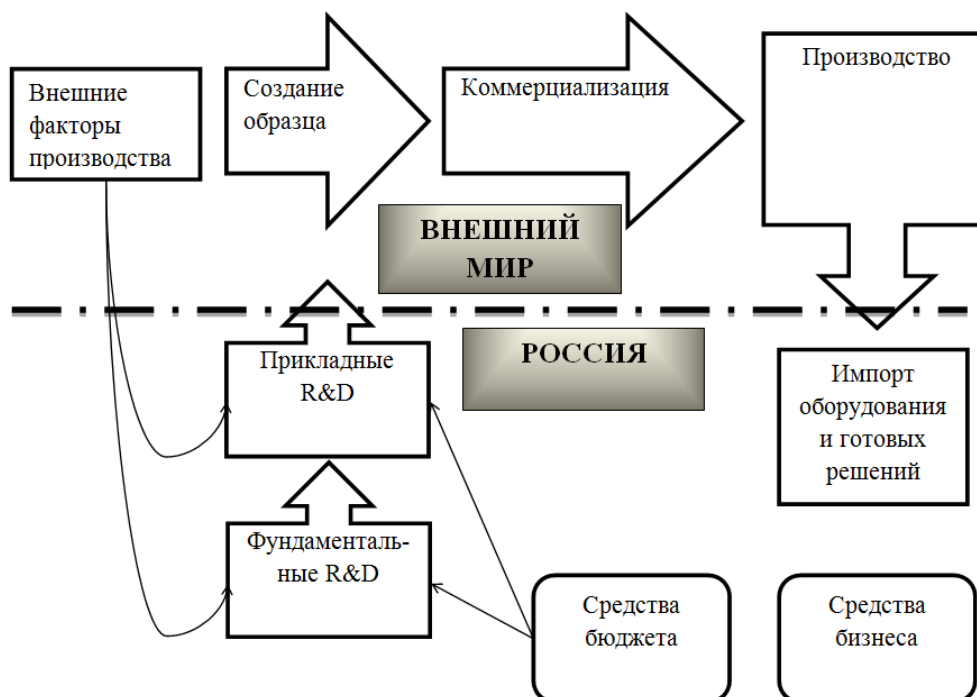 Внешние
факторы
производства
Создание
образца
Коммерциализация
Производство
ВНЕШНИЙ
МИР
РОССИЯ
Прикладные
R&D
Импорт
оборудования
и готовых
решений
Фундаменталь-
ные R&D
Средства
бюджета
Средства
бизнеса